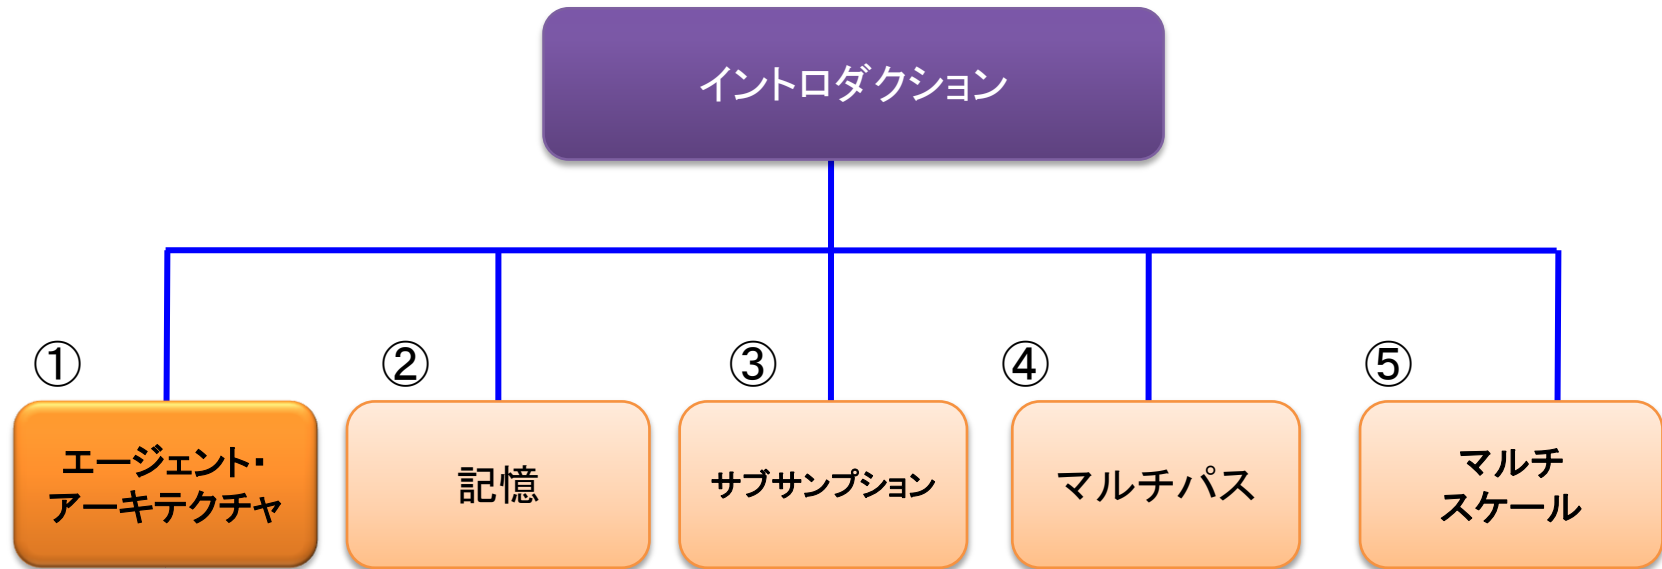 イントロダクション
①
②
③
④
⑤
エージェント・
アーキテクチャ
記憶
サブサンプション
マルチパス
マルチ
スケール